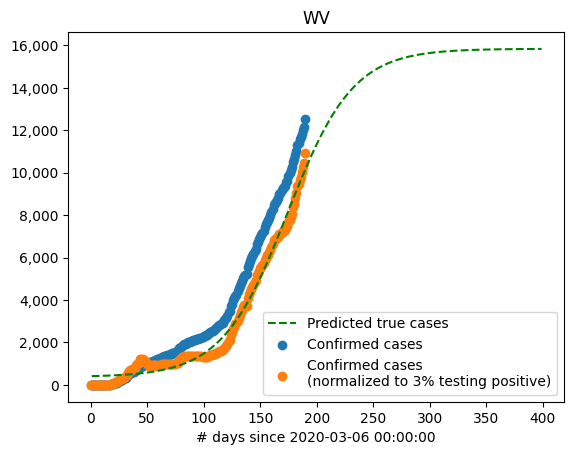 WV
16,000
14,000
12,000
10,000
8,000
6,000
4,000
2,000
0
Predicted true cases
Confirmed cases
Confirmed cases
(normalized to 3% testing positive)
0 50 100 150 200 250 300 350 400
# days since 2020-03-06 00:00:00